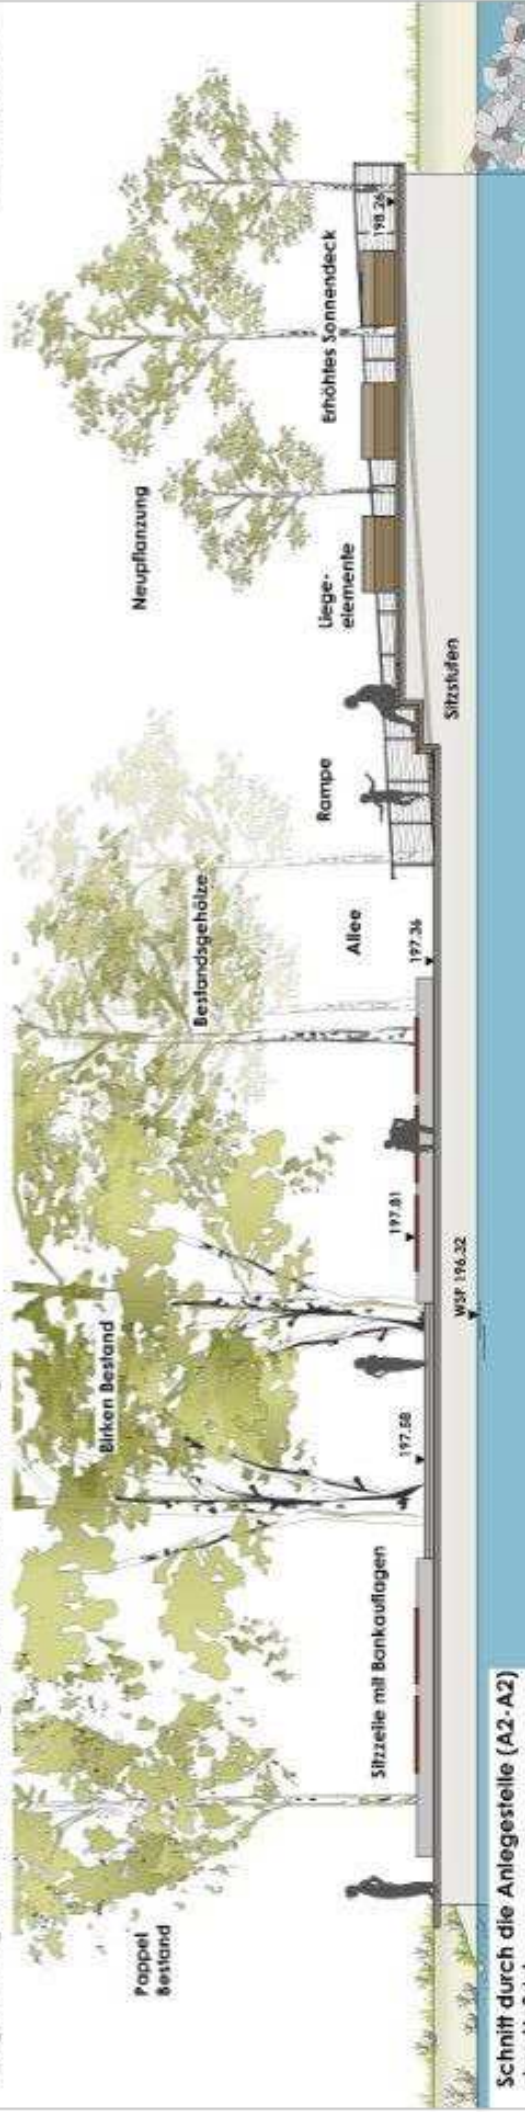 Pappel
Bestand
Birken Bestand
Bestandsgehölze
Neupflanzung
Sitzzeile mit Bankauflagen
197.58
197.81
Allee
197.36
Rampe
Liege-
elemente
Erhöhtes Sonnendeck
198.26
WSP. 196.32
Sitzstufen
Schnitt durch die Anlegestelle (A2-A2)